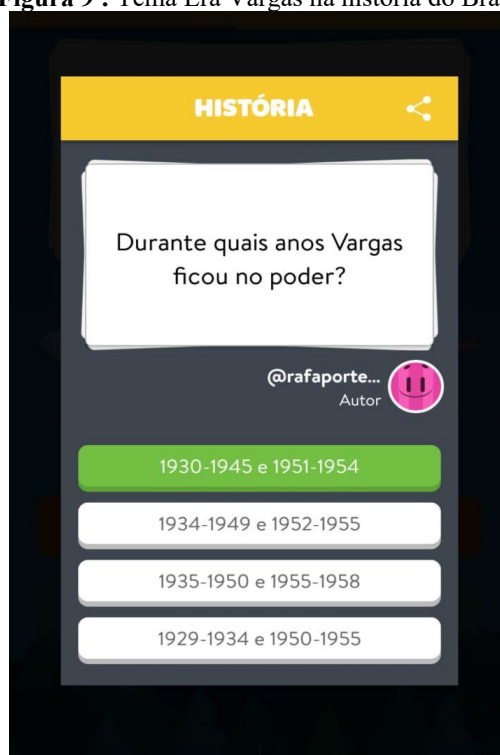 Figura 9 : Tema Era Vargas na história do Bra
HISTÓRIA
Durante quais anos Vargas
ficou no poder?
@rafaporte...
Autor
1930-1945 e 1951-1954
1934-1949 e 1952-1955
1935-1950 e 1955-1958
1929-1934 e 1950-1955